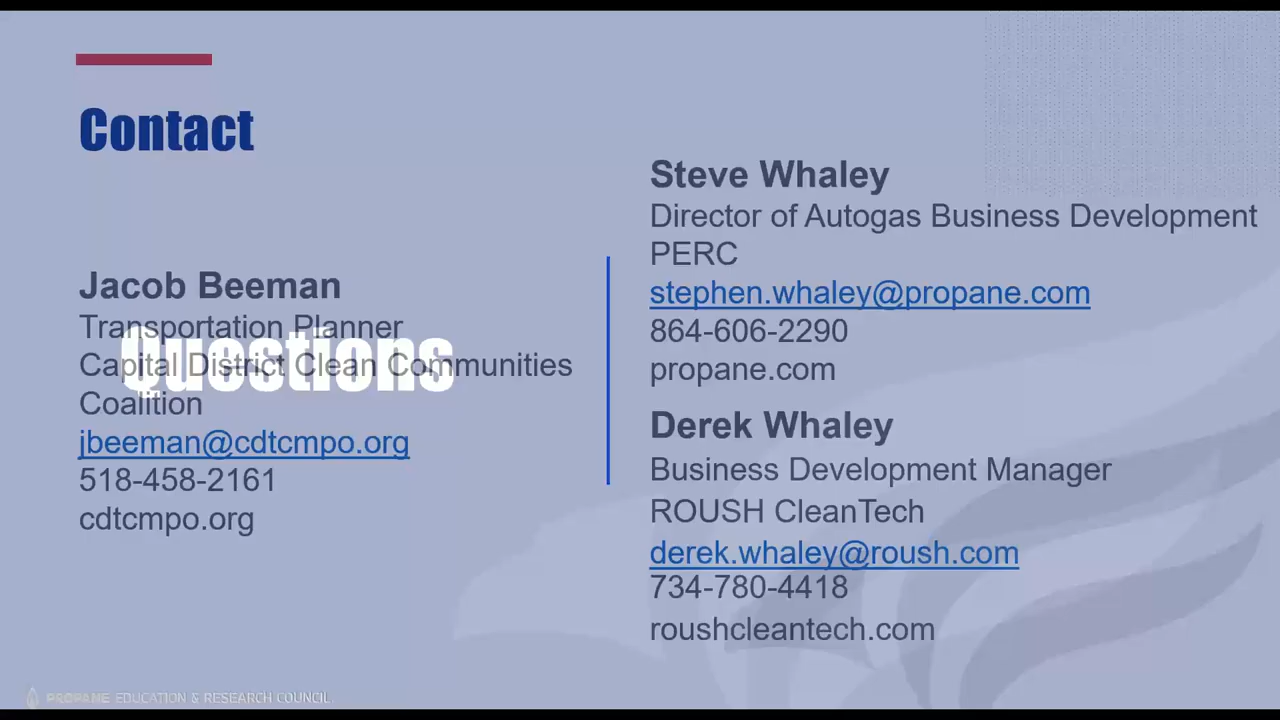 Contact
Jacob Beeman
Transportation Planner
Questions
Capital District Clean Communities
Coalition
jbeeman@cdtcmpo.org
518-458-2161
cdtcmpo.org
Steve Whaley
Director of Autogas Business Development
PERC
stephen.whaley@propane.com
864-606-2290
propane.com
Derek Whaley
Business Development Manager
ROUSH CleanTech
derek.whaley@roush.com
734-780-4418
roushcleantech.com
PROPANE EDUCATION & RESEARCH COUNCIL